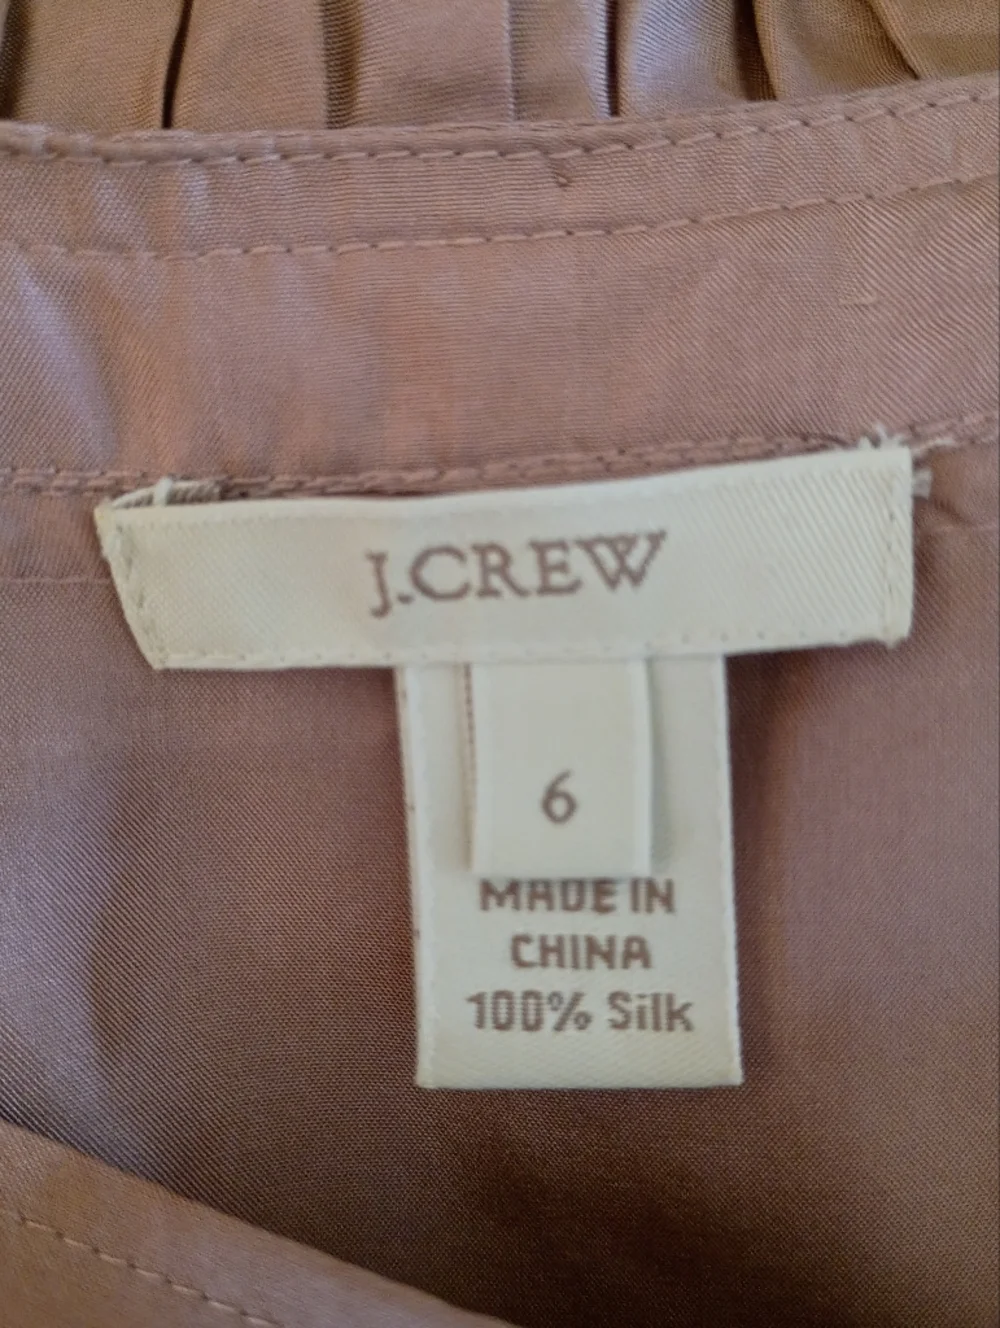 J.CREW
6
MADE IN
CHINA
100% Silk